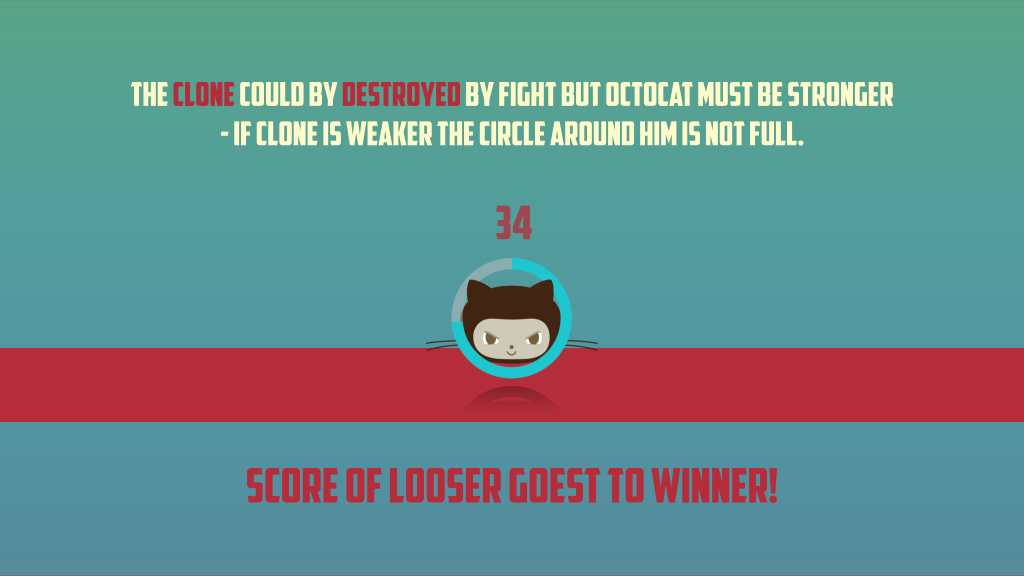 THE CLONE COULD BY DESTROYED BY FIGHT BUT OCTOCAT MUST BE STRONGER
- IF CLONE IS WEAKER THE CIRCLE AROUND HIM IS NOT FULL.
34
SCORE OF LOOSER GOEST TO WINNER!